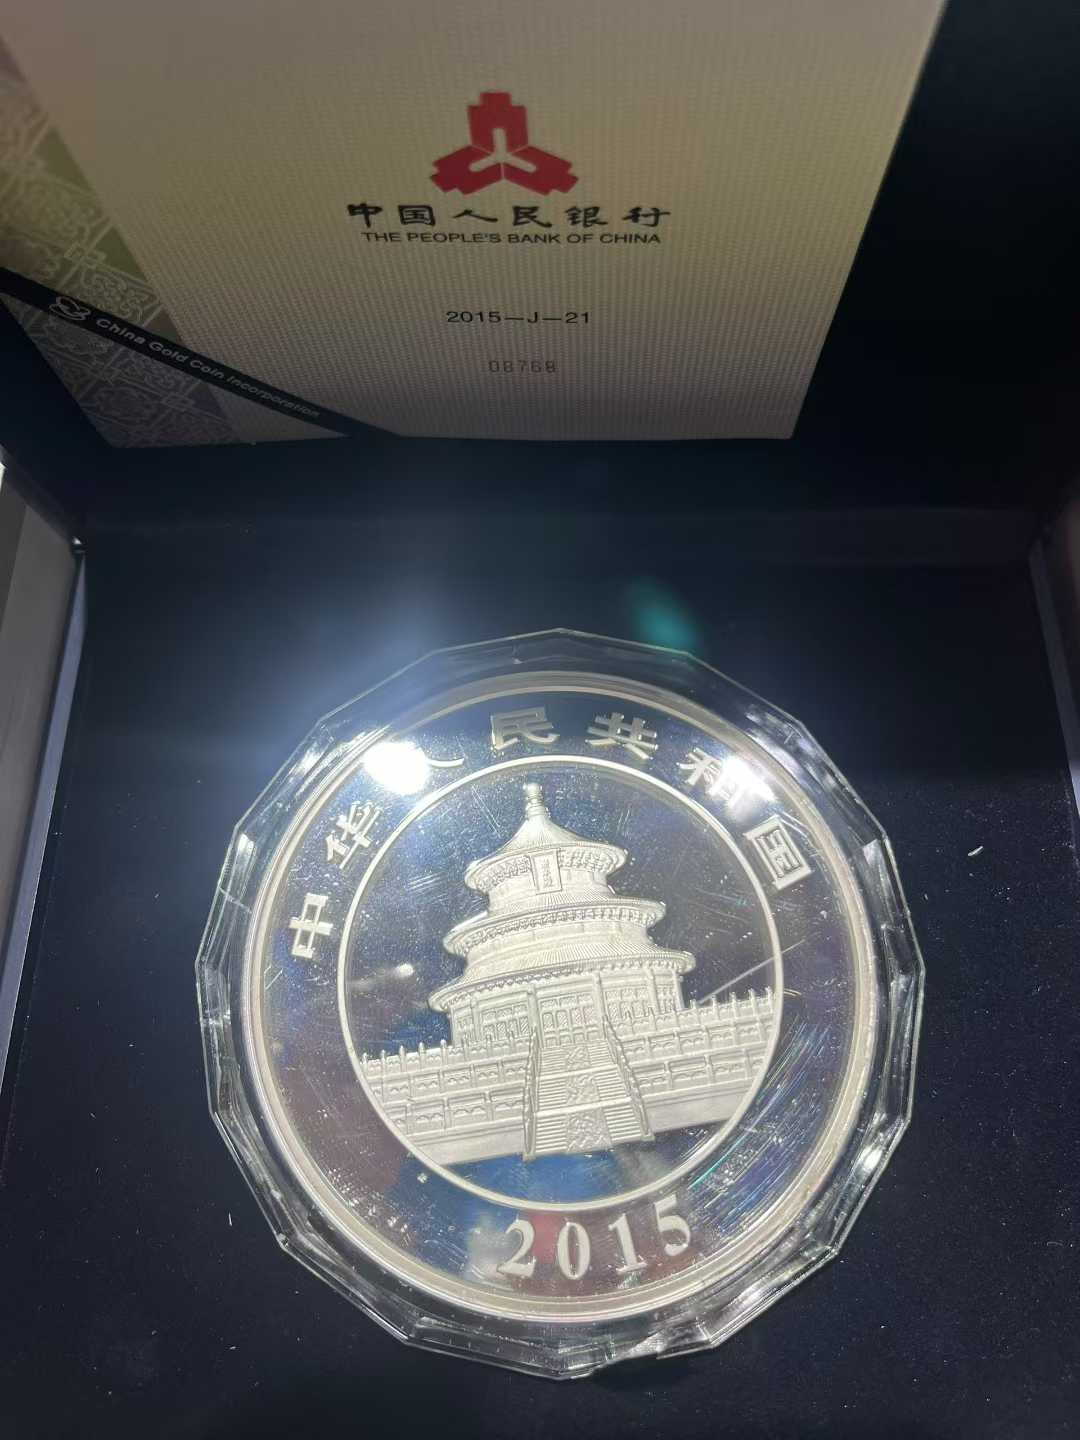 中国人民银行
THE PEOPLE'S BANK OF CHINA
2015—J—21
08768
China Gold Coin Incorporation
中华人民共和国
2015